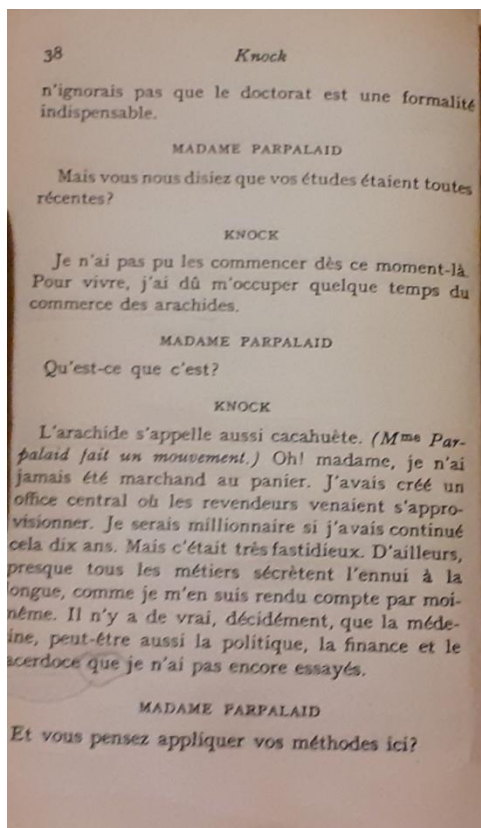 38 Knock
n'ignorais pas que le doctorat est une formalité
indispensable.
MADAME PARPALAID
Mais vous nous disiez que vos études étaient toutes
récentes?
KNOCK
Je n'ai pas pu les commencer dès ce moment-là.
Pour vivre, j'ai dû m'occuper quelque temps du
commerce des arachides.
MADAME PARPALAID
Qu'est-ce que c'est?
KNOCK
L'arachide s'appelle aussi cacahuète. (Mme Par-
palaid fait un mouvement.) Oh! madame, je n'ai
jamais été marchand au panier. J'avais créé un
office central où les revendeurs venaient s'appro-
visionner. Je serais millionnaire si j'avais continué
cela dix ans. Mais c'était très fastidieux. D'ailleurs,
presque tous les métiers sécrètent l'ennui à la
longue, comme je m'en suis rendu compte par moi-
même. Il n'y a de vrai, décidément, que la méde-
ine, peut-être aussi la politique, la finance et le
acerdoce que je n'ai pas encore essayés.
MADAME PARPALAID
Et vous pensez appliquer vos méthodes ici?